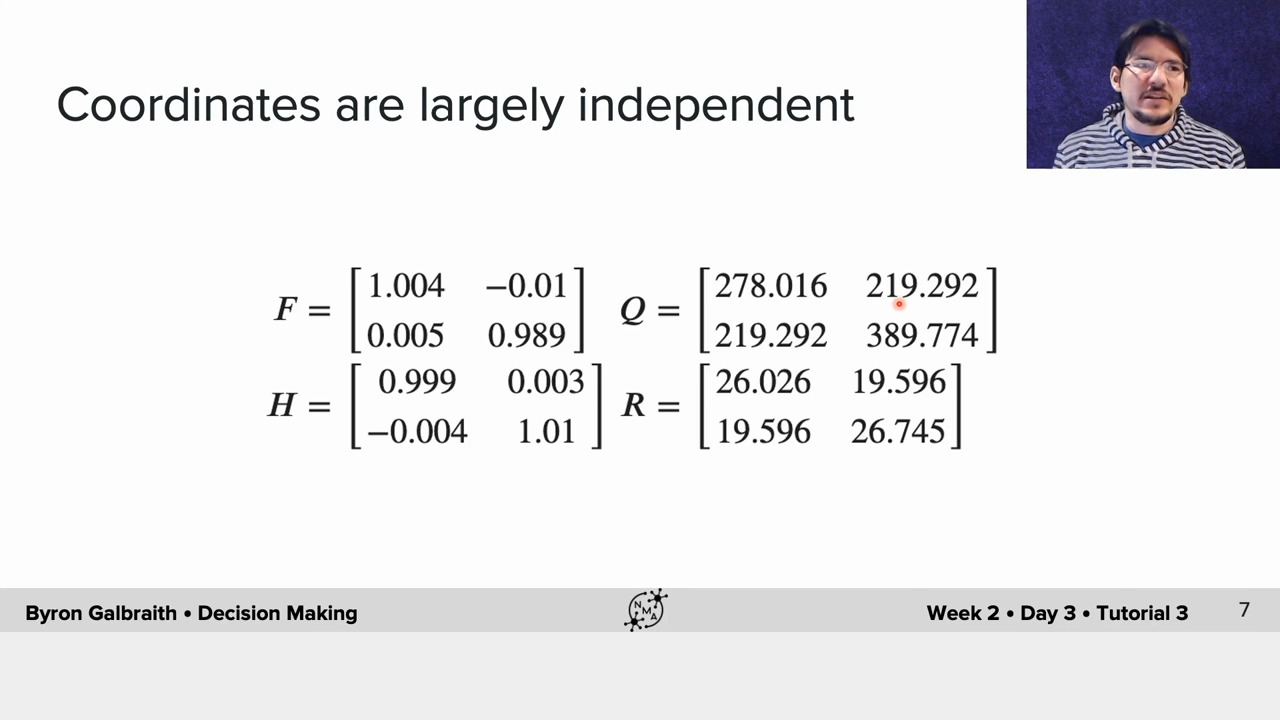 Coordinates are largely independent
F = [1.004 −0.01] Q = [278.016 219.292]
[0.005 0.989] [219.292 389.774]
H = [0.999 0.003] R = [26.026 19.596]
[−0.004 1.01] [19.596 26.745]
Byron Galbraith • Decision Making
N M A
Week 2 • Day 3 • Tutorial 3
7